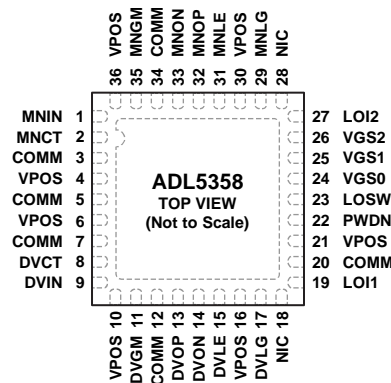 36 VPOS
35 MNGM
34 COMM
33 MNON
32 MNOP
31 MNLE
30 VPOS
29 MNLG
28 NIC
MNIN 1
MNCT 2
COMM 3
VPOS 4
COMM 5
VPOS 6
COMM 7
DVCT 8
DVIN 9
ADL5358
TOP VIEW
(Not to Scale)
27 LOI2
26 VGS2
25 VGS1
24 VGS0
23 LOSW
22 PWDN
21 VPOS
20 COMM
19 LOI1
VPOS 10
DVGM 11
COMM 12
DVOP 13
DVON 14
DVLE 15
VPOS 16
DVLG 17
NIC 18